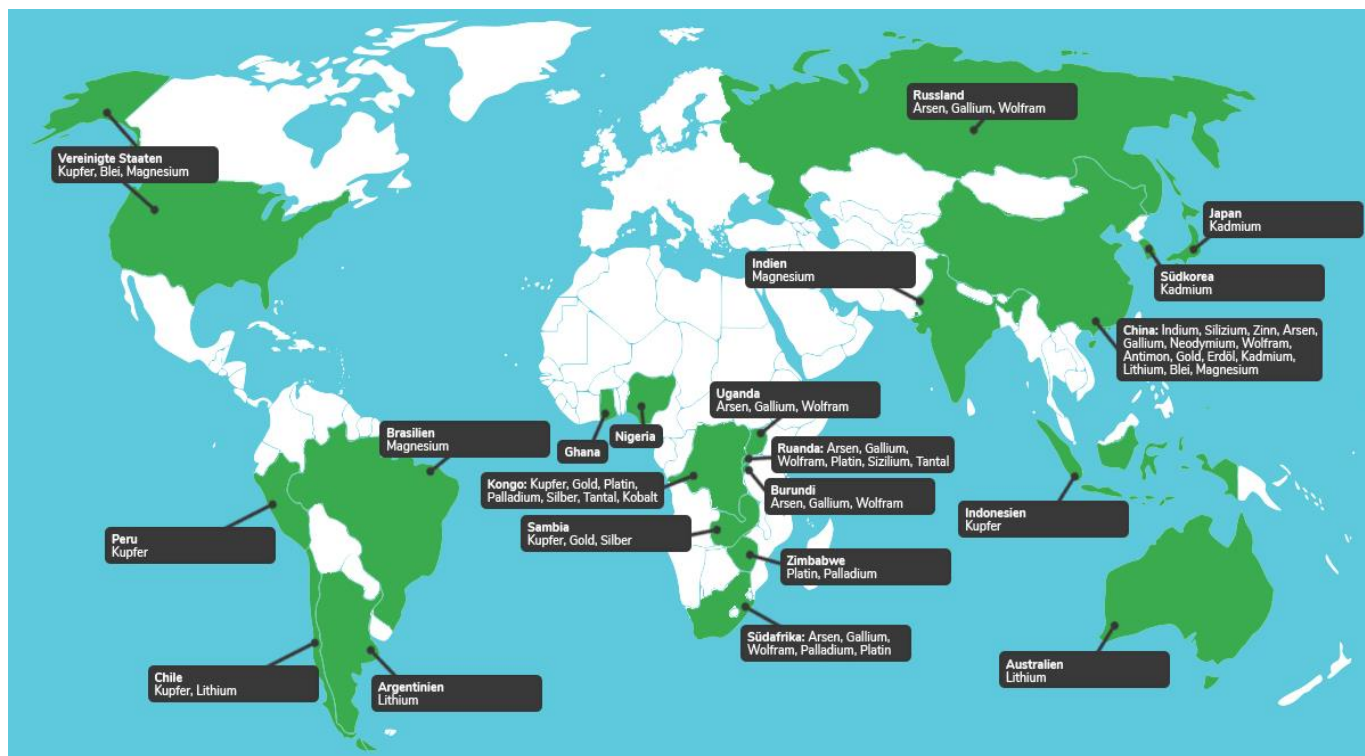 Russland
Arsen, Gallium, Wolfram
Vereinigte Staaten
Kupfer, Blei, Magnesium
Japan
Kadmium
Indien
Magnesium
Südkorea
Kadmium
China: Indium, Silizium, Zinn, Arsen,
Gallium, Neodymium, Wolfram,
Antimon, Gold, Erdöl, Kadmium,
Lithium, Blei, Magnesium
Uganda
Arsen, Gallium, Wolfram
Brasilien
Magnesium
Nigeria
Ghana
Ruanda: Arsen, Gallium,
Wolfram, Platin, Sizilium, Tantal
Kongo: Kupfer, Gold, Platin,
Palladium, Silber, Tantal, Kobalt
Burundi
Arsen, Gallium, Wolfram
Indonesien
Kupfer
Sambia
Kupfer, Gold, Silber
Peru
Kupfer
Zimbabwe
Platin, Palladium
Südafrika: Arsen, Gallium,
Wolfram, Palladium, Platin
Australien
Lithium
Chile
Kupfer, Lithium
Argentinien
Lithium